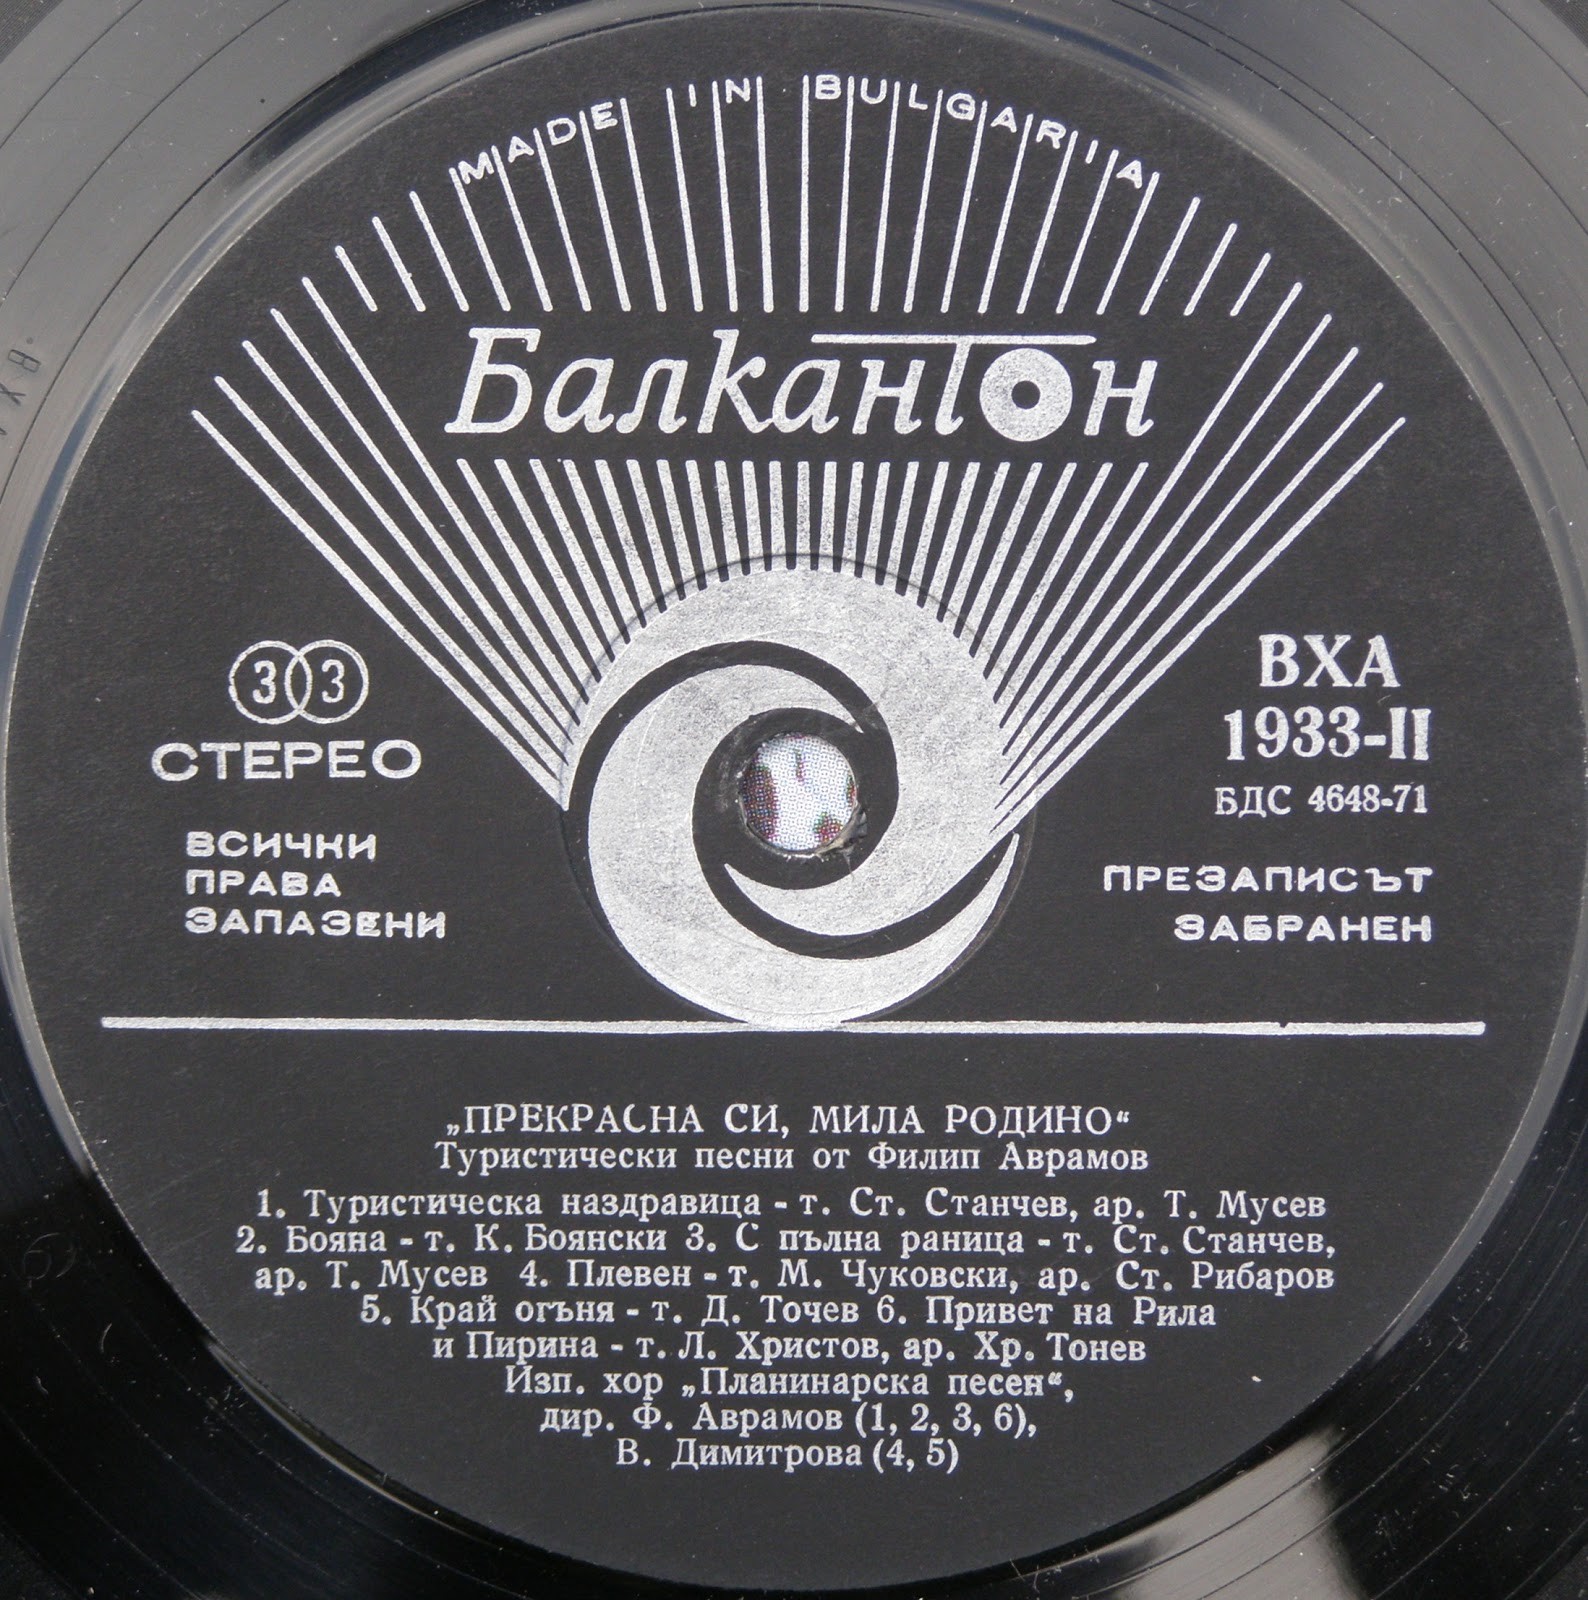 MADE IN BULGARIA
Балкантон
33
СТЕРЕО
ВСИЧКИ
ПРАВА
ЗАПАЗЕНИ
ВХА
1933-II
БДС 4648-71
ПРЕЗАПИСЪТ
ЗАБРАНЕН
„ПРЕКРАСНА СИ, МИЛА РОДИНО“
Туристически песни от Филип Аврамов
1. Туристическа наздравица - т. Ст. Станчев, ар. Т. Мусев
2. Бояна - т. К. Боянски 3. С пълна раница - т. Ст. Станчев,
ар. Т. Мусев 4. Плевен - т. М. Чуковски, ар. Ст. Рибаров
5. Край огъня - т. Д. Точев 6. Привет на Рила
и Пирина - т. Л. Христов, ар. Хр. Тонев
Изп. хор „Планинарска песен“,
дир. Ф. Аврамов (1, 2, 3, 6),
В. Димитрова (4, 5)